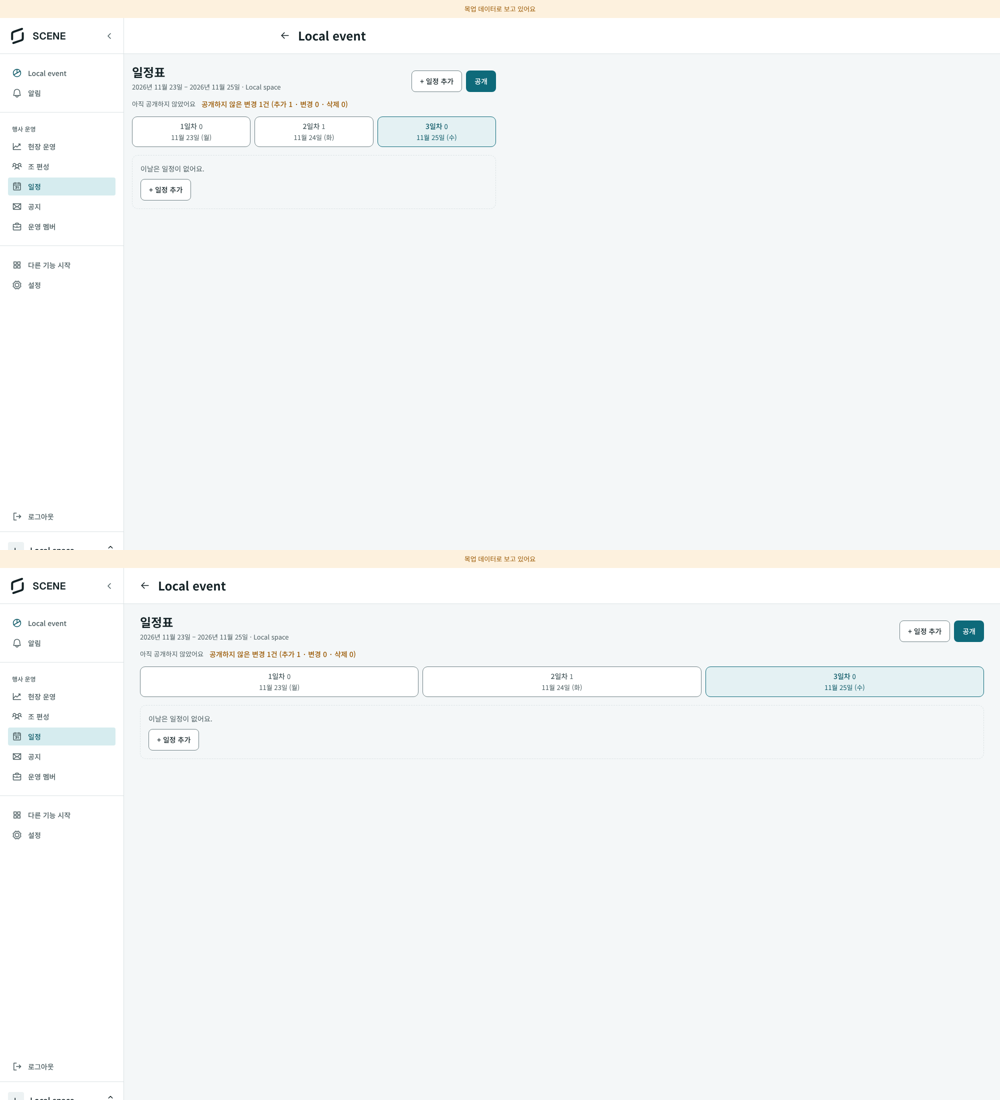 목업 데이터로 보고 있어요
SCENE
Local event
알림
행사 운영
현장 운영
조 편성
일정
공지
운영 멤버
다른 기능 시작
설정
로그아웃
Local space
Local event
일정표
2026년 11월 23일 – 2026년 11월 25일 · Local space
+ 일정 추가
공개
아직 공개하지 않았어요 공개하지 않은 변경 1건 (추가 1 · 변경 0 · 삭제 0)
1일차 0
11월 23일 (월)
2일차 1
11월 24일 (화)
3일차 0
11월 25일 (수)
이날은 일정이 없어요.
+ 일정 추가
목업 데이터로 보고 있어요
SCENE
Local event
알림
행사 운영
현장 운영
조 편성
일정
공지
운영 멤버
다른 기능 시작
설정
로그아웃
Local space
Local event
일정표
2026년 11월 23일 – 2026년 11월 25일 · Local space
+ 일정 추가
공개
아직 공개하지 않았어요 공개하지 않은 변경 1건 (추가 1 · 변경 0 · 삭제 0)
1일차 0
11월 23일 (월)
2일차 1
11월 24일 (화)
3일차 0
11월 25일 (수)
이날은 일정이 없어요.
+ 일정 추가